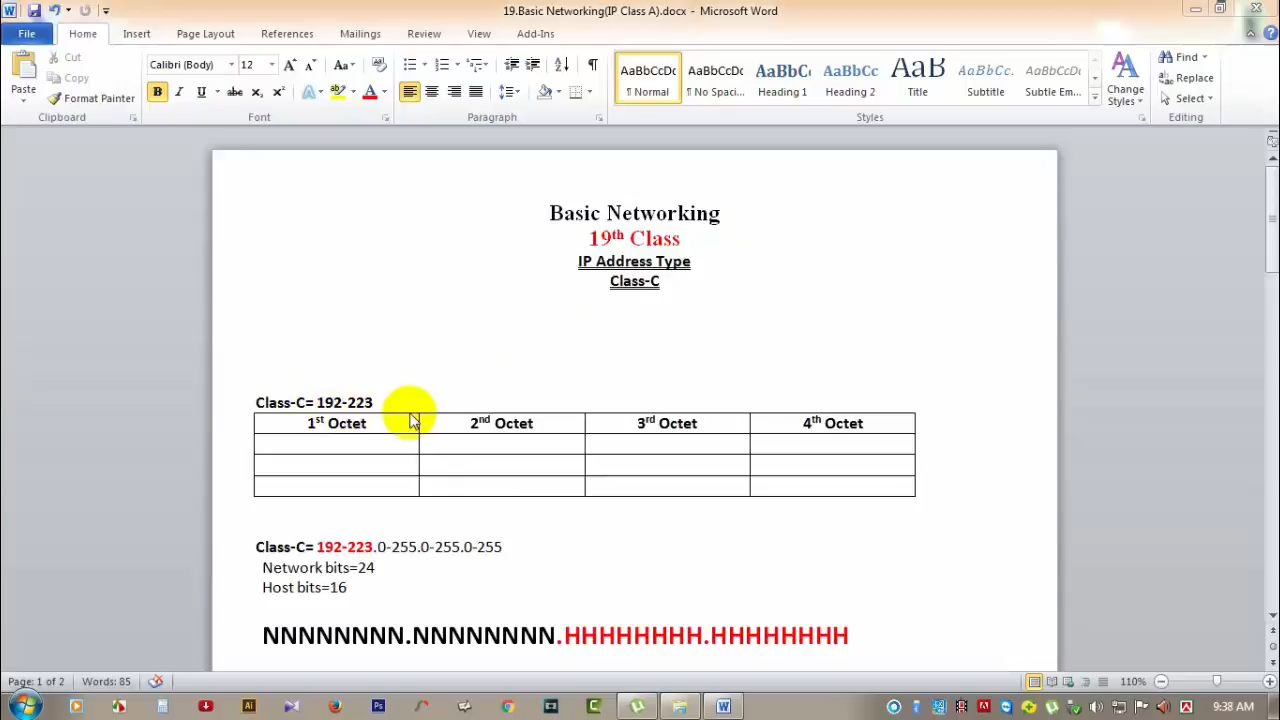 19.Basic Networking(IP Class A).docx - Microsoft Word
File Home Insert Page Layout References Mailings Review View Add-Ins
Paste
Cut
Copy
Format Painter
Clipboard
Calibri (Body) 12
Font
Paragraph
AaBbCcDc AaBbCcDc AaBbC AaBbCc AaB AaBbCc. AaBbCcDc
¶ Normal ¶ No Spaci... Heading 1 Heading 2 Title Subtitle Subtle Em...
Change Styles
Styles
Find
Replace
Select
Editing
Basic Networking
19th Class
IP Address Type
Class-C
Class-C= 192-223
1st Octet 2nd Octet 3rd Octet 4th Octet
Class-C= 192-223.0-255.0-255.0-255
Network bits=24
Host bits=16
NNNNNNNN.NNNNNNNN.HHHHHHHH.HHHHHHHH
Page: 1 of 2 Words: 85 110%
9:38 AM